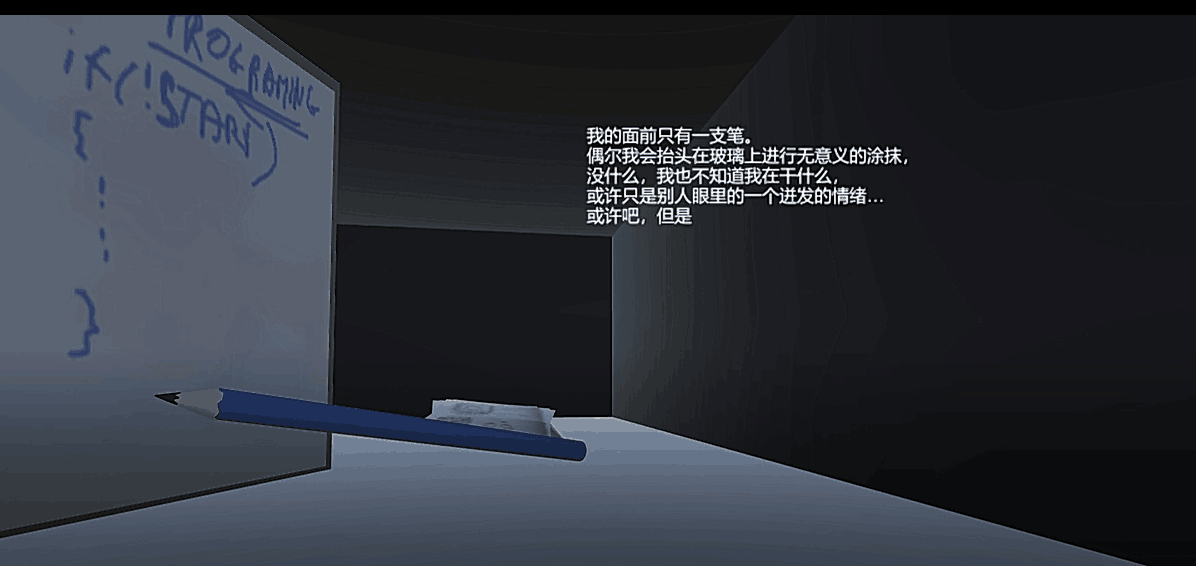 PROGRAMING
if(!START)
{
}
我的面前只有一支笔。
偶尔我会抬头在玻璃上进行无意义的涂抹，
没什么，我也不知道我在干什么，
或许只是别人眼里的一个迸发的情绪...
或许吧，但是